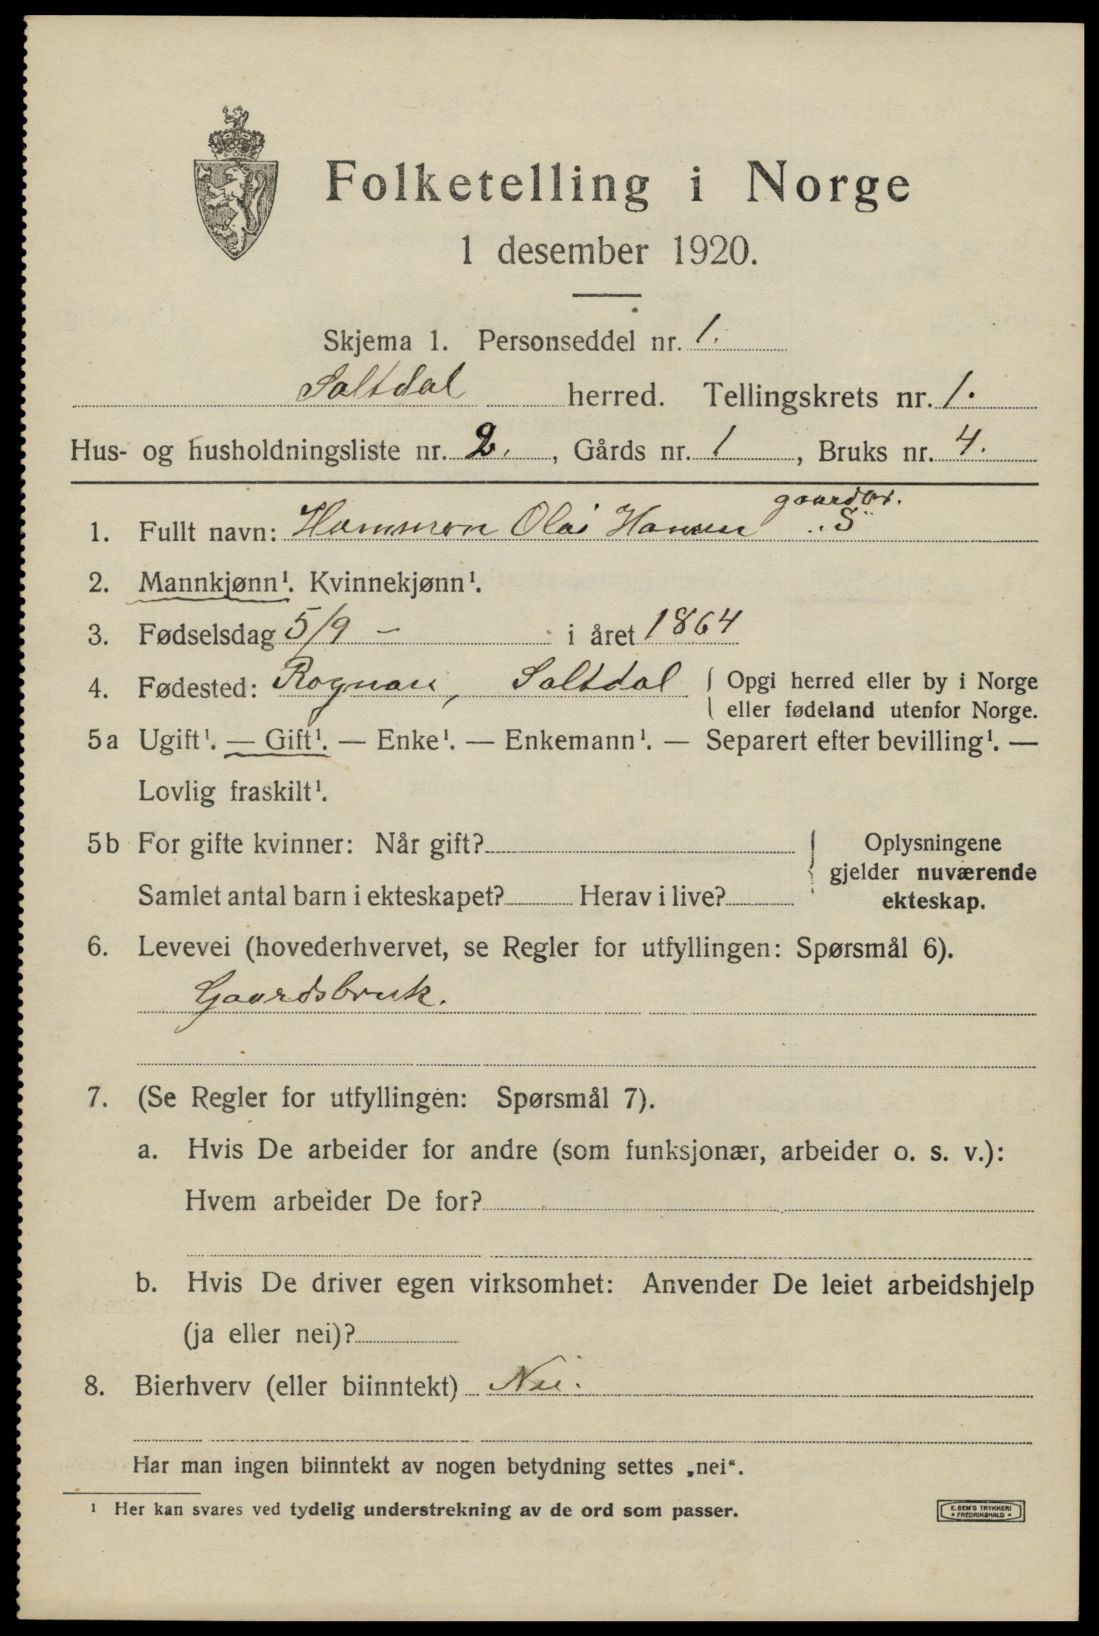 Folketelling i Norge
1 desember 1920.
Skjema 1. Personseddel nr. 1.
Saltdal herred. Tellingskrets nr. 1.
Hus- og husholdningsliste nr. 2. , Gårds nr. 1 , Bruks nr. 4.
gaardbr.
1. Fullt navn: Hammon Olai Hansen "S"
2. Mannkjønn¹. Kvinnekjønn¹.
3. Fødselsdag 5/9 – i året 1864
4. Fødested: Rognan, Saltdal { Opgi herred eller by i Norge
eller fødeland utenfor Norge.
5a Ugift¹. — Gift¹. — Enke¹. — Enkemann¹. — Separert efter bevilling¹. —
Lovlig fraskilt¹.
5b For gifte kvinner: Når gift? } Oplysningene
gjelder nuværende
Samlet antal barn i ekteskapet? Herav i live? ekteskap.
6. Levevei (hovederhvervet, se Regler for utfyllingen: Spørsmål 6).
Gaardsbruk.
7. (Se Regler for utfyllingen: Spørsmål 7).
a. Hvis De arbeider for andre (som funksjonær, arbeider o. s. v.):
Hvem arbeider De for?
b. Hvis De driver egen virksomhet: Anvender De leiet arbeidshjelp
(ja eller nei)?
8. Bierhverv (eller biinntekt) Nei.
Har man ingen biinntekt av nogen betydning settes „nei“.
¹ Her kan svares ved tydelig understrekning av de ord som passer.
E. SEM'S TRYKKERI
* FREDRIKSHALD *